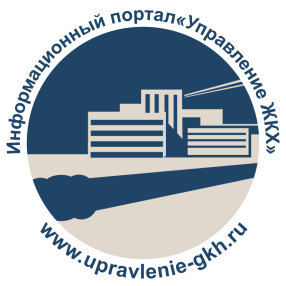 Информационный портал«Управление ЖКХ»
www.upravlenie-gkh.ru